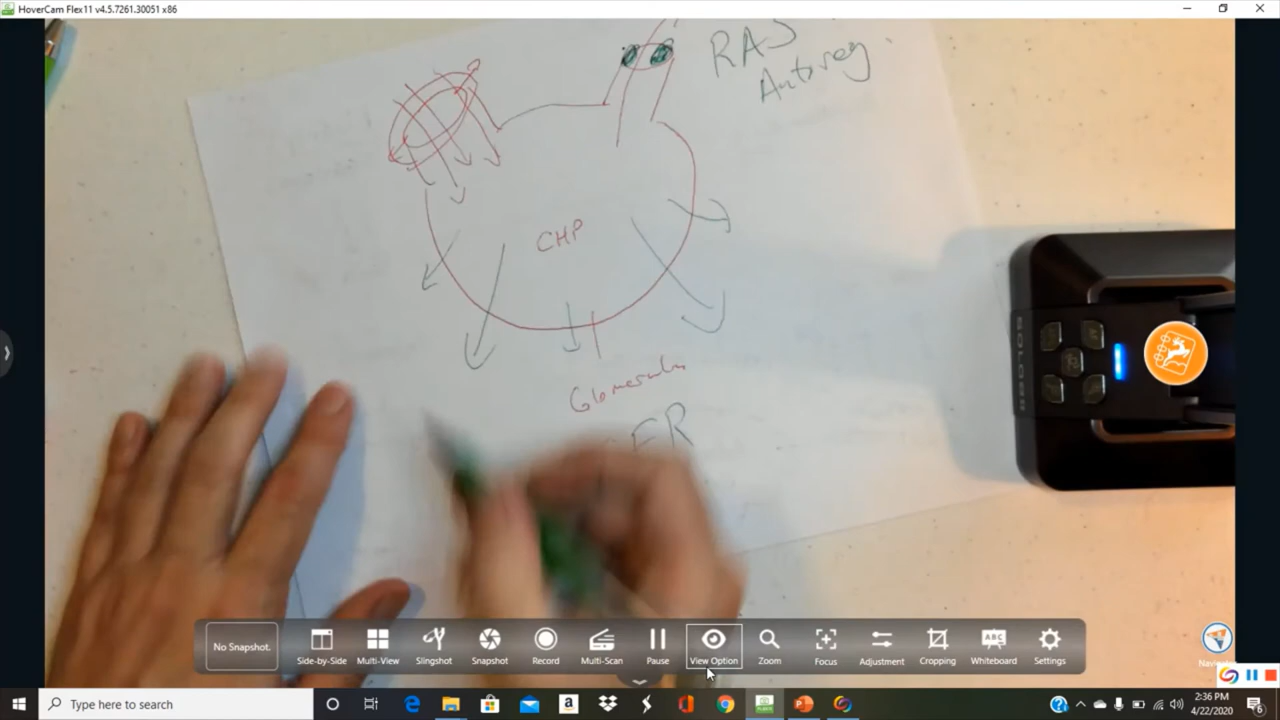 HoverCam Flex11 v4.5.7261.30051 x86
RAS
Autoreg
CHP
Glomerulus
No Snapshot.
Side-by-Side
Multi-View
Slingshot
Snapshot
Record
Multi-Scan
Pause
View Option
Zoom
Focus
Adjustment
Cropping
ABC
Whiteboard
Settings
Type here to search
2:36 PM
4/22/2020